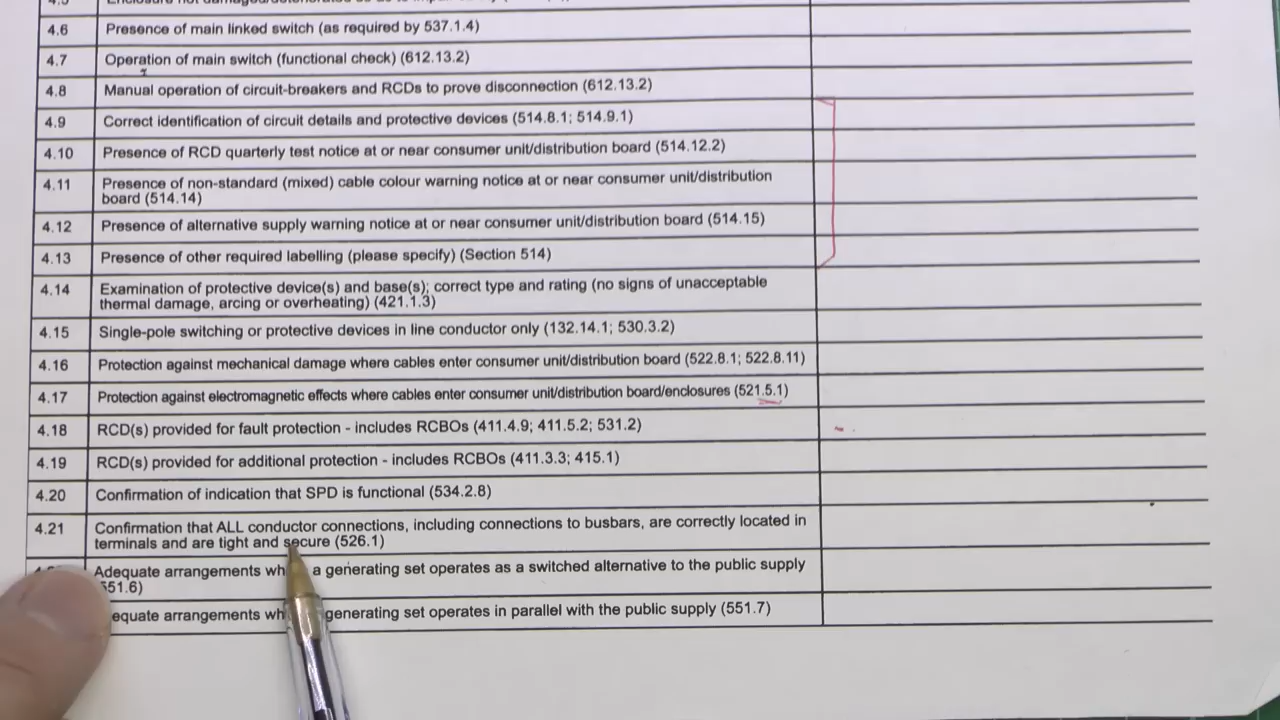 4.6 Presence of main linked switch (as required by 537.1.4)
4.7 Operation of main switch (functional check) (612.13.2)
4.8 Manual operation of circuit-breakers and RCDs to prove disconnection (612.13.2)
4.9 Correct identification of circuit details and protective devices (514.8.1; 514.9.1)
4.10 Presence of RCD quarterly test notice at or near consumer unit/distribution board (514.12.2)
4.11 Presence of non-standard (mixed) cable colour warning notice at or near consumer unit/distribution
board (514.14)
4.12 Presence of alternative supply warning notice at or near consumer unit/distribution board (514.15)
4.13 Presence of other required labelling (please specify) (Section 514)
4.14 Examination of protective device(s) and base(s); correct type and rating (no signs of unacceptable
thermal damage, arcing or overheating) (421.1.3)
4.15 Single-pole switching or protective devices in line conductor only (132.14.1; 530.3.2)
4.16 Protection against mechanical damage where cables enter consumer unit/distribution board (522.8.1; 522.8.11)
4.17 Protection against electromagnetic effects where cables enter consumer unit/distribution board/enclosures (521.5.1)
4.18 RCD(s) provided for fault protection - includes RCBOs (411.4.9; 411.5.2; 531.2)
4.19 RCD(s) provided for additional protection - includes RCBOs (411.3.3; 415.1)
4.20 Confirmation of indication that SPD is functional (534.2.8)
4.21 Confirmation that ALL conductor connections, including connections to busbars, are correctly located in
terminals and are tight and secure (526.1)
Adequate arrangements a generating set operates as a switched alternative to the public supply
551.6)
arrangements generating set operates in parallel with the public supply (551.7)